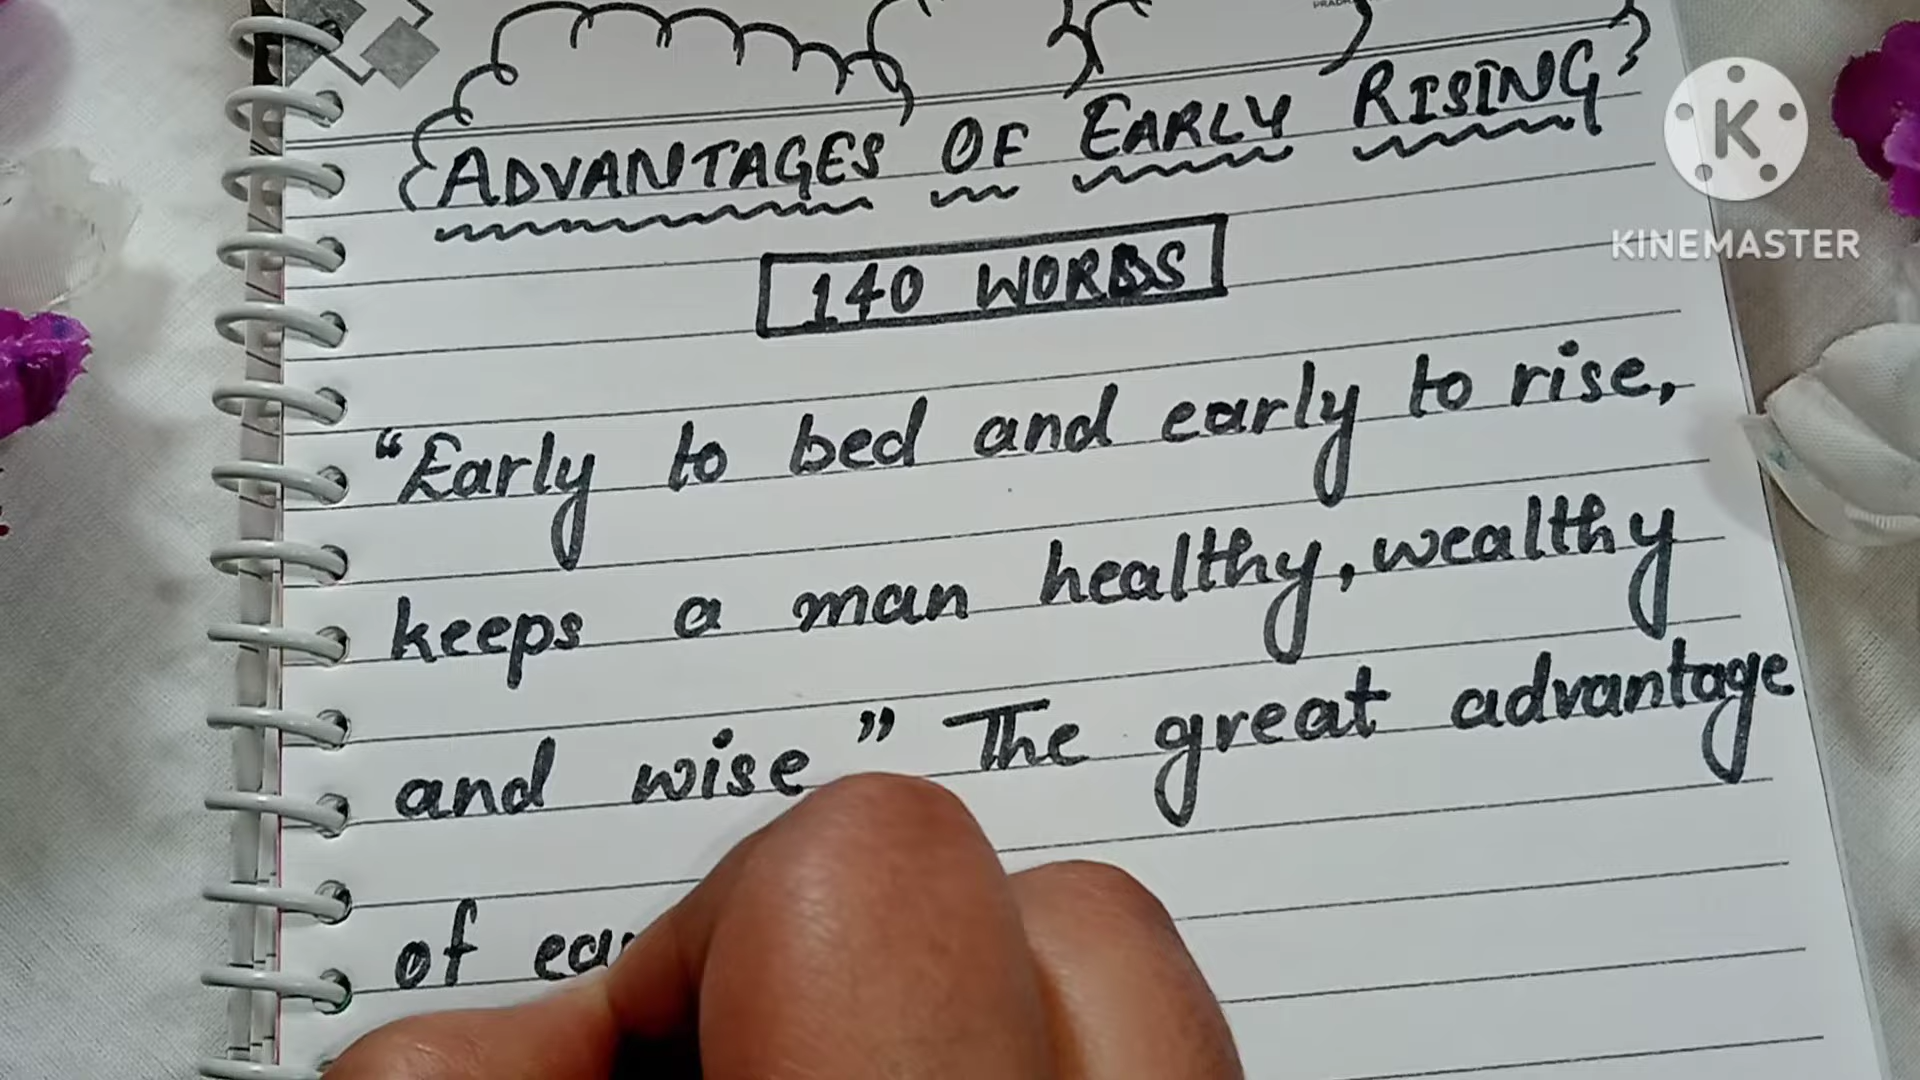 ADVANTAGES OF EARLY RISING
140 WORDS
"Early to bed and early to rise,
keeps a man healthy, wealthy
and wise" The great advantage
of
K
KINEMASTER